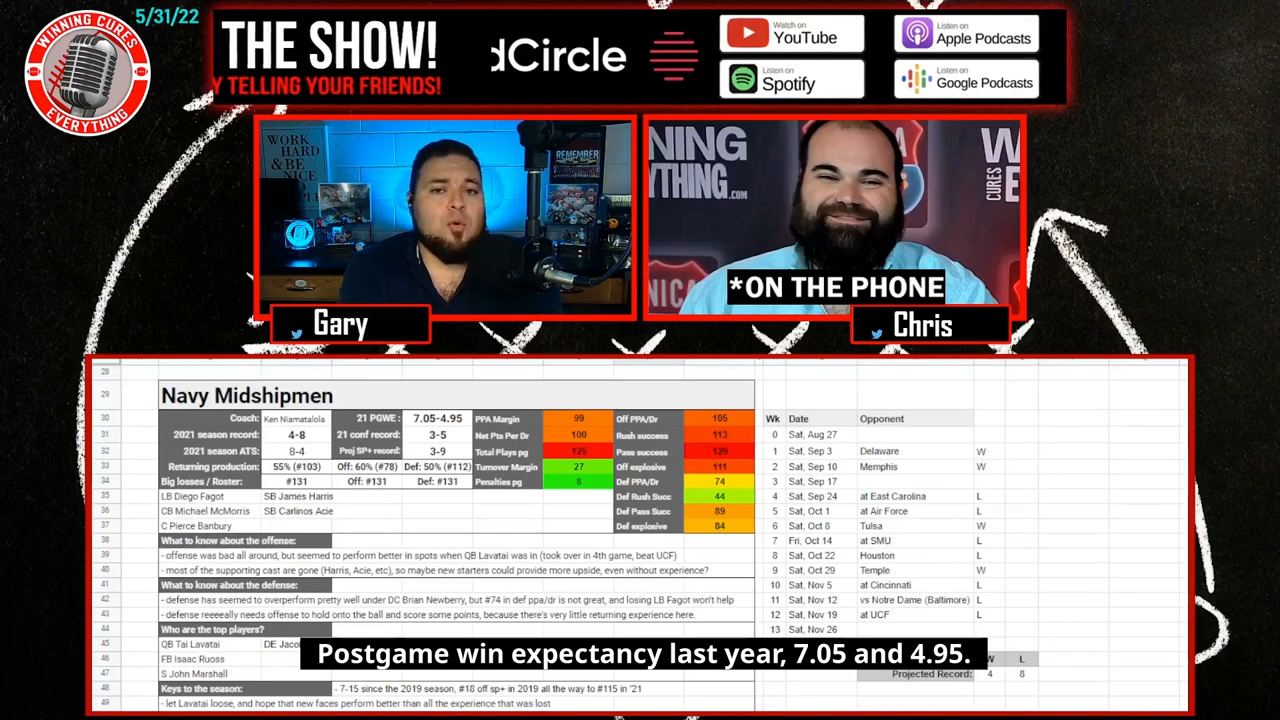 5/31/22
WINNING CURES
EVERYTHING
THE SHOW!
Y TELLING YOUR FRIENDS!
dCircle
Watch on
YouTube
Listen on
Apple Podcasts
Listen on
Spotify
Listen on
Google Podcasts
WORK
HARD
& BE
NICE
REMEMBER
NING
YTHING
.COM
CURES
*ON THE PHONE
Gary
Chris
28
29 Navy Midshipmen
30 Coach: Ken Niamatalola 21 PGWE : 7.05-4.95 PPA Margin 99 Off PPA/Dr 105 Wk Date Opponent
31 2021 season record: 4-8 21 conf record: 3-5 Net Pts Per Dr 100 Rush success 113 0 Sat, Aug 27
32 2021 season ATS: 8-4 Proj SP+ record: 3-9 Total Plays pg 125 Pass success 129 1 Sat, Sep 3 Delaware W
33 Returning production: 55% (#103) Off: 60% (#78) Def: 50% (#112) Turnover Margin 27 Off explosive 111 2 Sat, Sep 10 Memphis W
34 Big losses / Roster: #131 Off: #131 Def: #131 Penalties pg 8 Def PPA/Dr 74 3 Sat, Sep 17
35 LB Diego Fagot SB James Harris Def Rush Succ 44 4 Sat, Sep 24 at East Carolina L
36 CB Michael McMorris SB Carlinos Acie Def Pass Succ 89 5 Sat, Oct 1 at Air Force L
37 C Pierce Banbury Def explosive 84 6 Sat, Oct 8 Tulsa W
38 What to know about the offense: 7 Fri, Oct 14 at SMU L
39 - offense was bad all around, but seemed to perform better in spots when QB Lavatai was in (took over in 4th game, beat UCF) 8 Sat, Oct 22 Houston L
40 - most of the supporting cast are gone (Harris, Acie, etc), so maybe new starters could provide more upside, even without experience? 9 Sat, Oct 29 Temple W
41 What to know about the defense: 10 Sat, Nov 5 at Cincinnati L
42 - defense has seemed to overperform pretty well under DC Brian Newberry, but #74 in def ppa/dr is not great, and losing LB Fagot won't help 11 Sat, Nov 12 vs Notre Dame (Baltimore) L
43 - defense reeeeally needs offense to hold onto the ball and score some points, because there's very little returning experience here. 12 Sat, Nov 19 at UCF L
44 Who are the top players? 13 Sat, Nov 26
45 QB Tai Lavatai DE Jaco
46 FB Isaac Ruoss W L
47 S John Marshall Projected Record: 4 8
48 Keys to the season: - 7-15 since the 2019 season, #18 off sp+ in 2019 all the way to #115 in '21
49 - let Lavatai loose, and hope that new faces perform better than all the experience that was lost
Postgame win expectancy last year, 7.05 and 4.95.